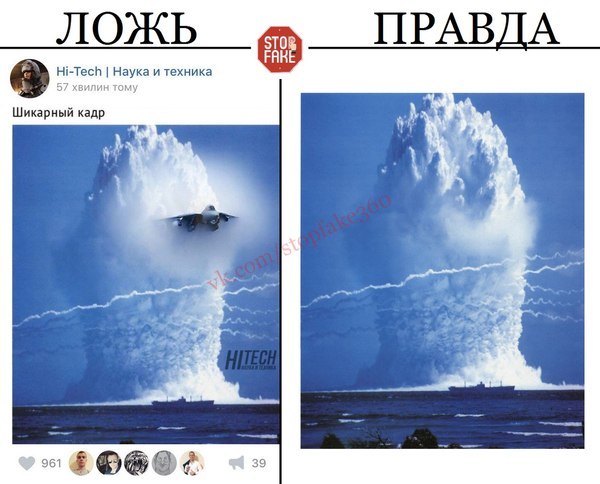 ЛОЖЬ
STOP
FAKE
ПРАВДА
Hi-Tech | Наука и техника
57 хвилин тому
Шикарный кадр
vk.com/stopfake360
HITECH
НАУКА И ТЕХНИКА
961
39